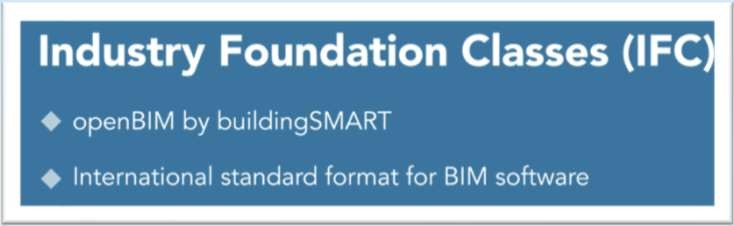 Industry Foundation Classes (IFC)
openBIM by buildingSMART
International standard format for BIM software